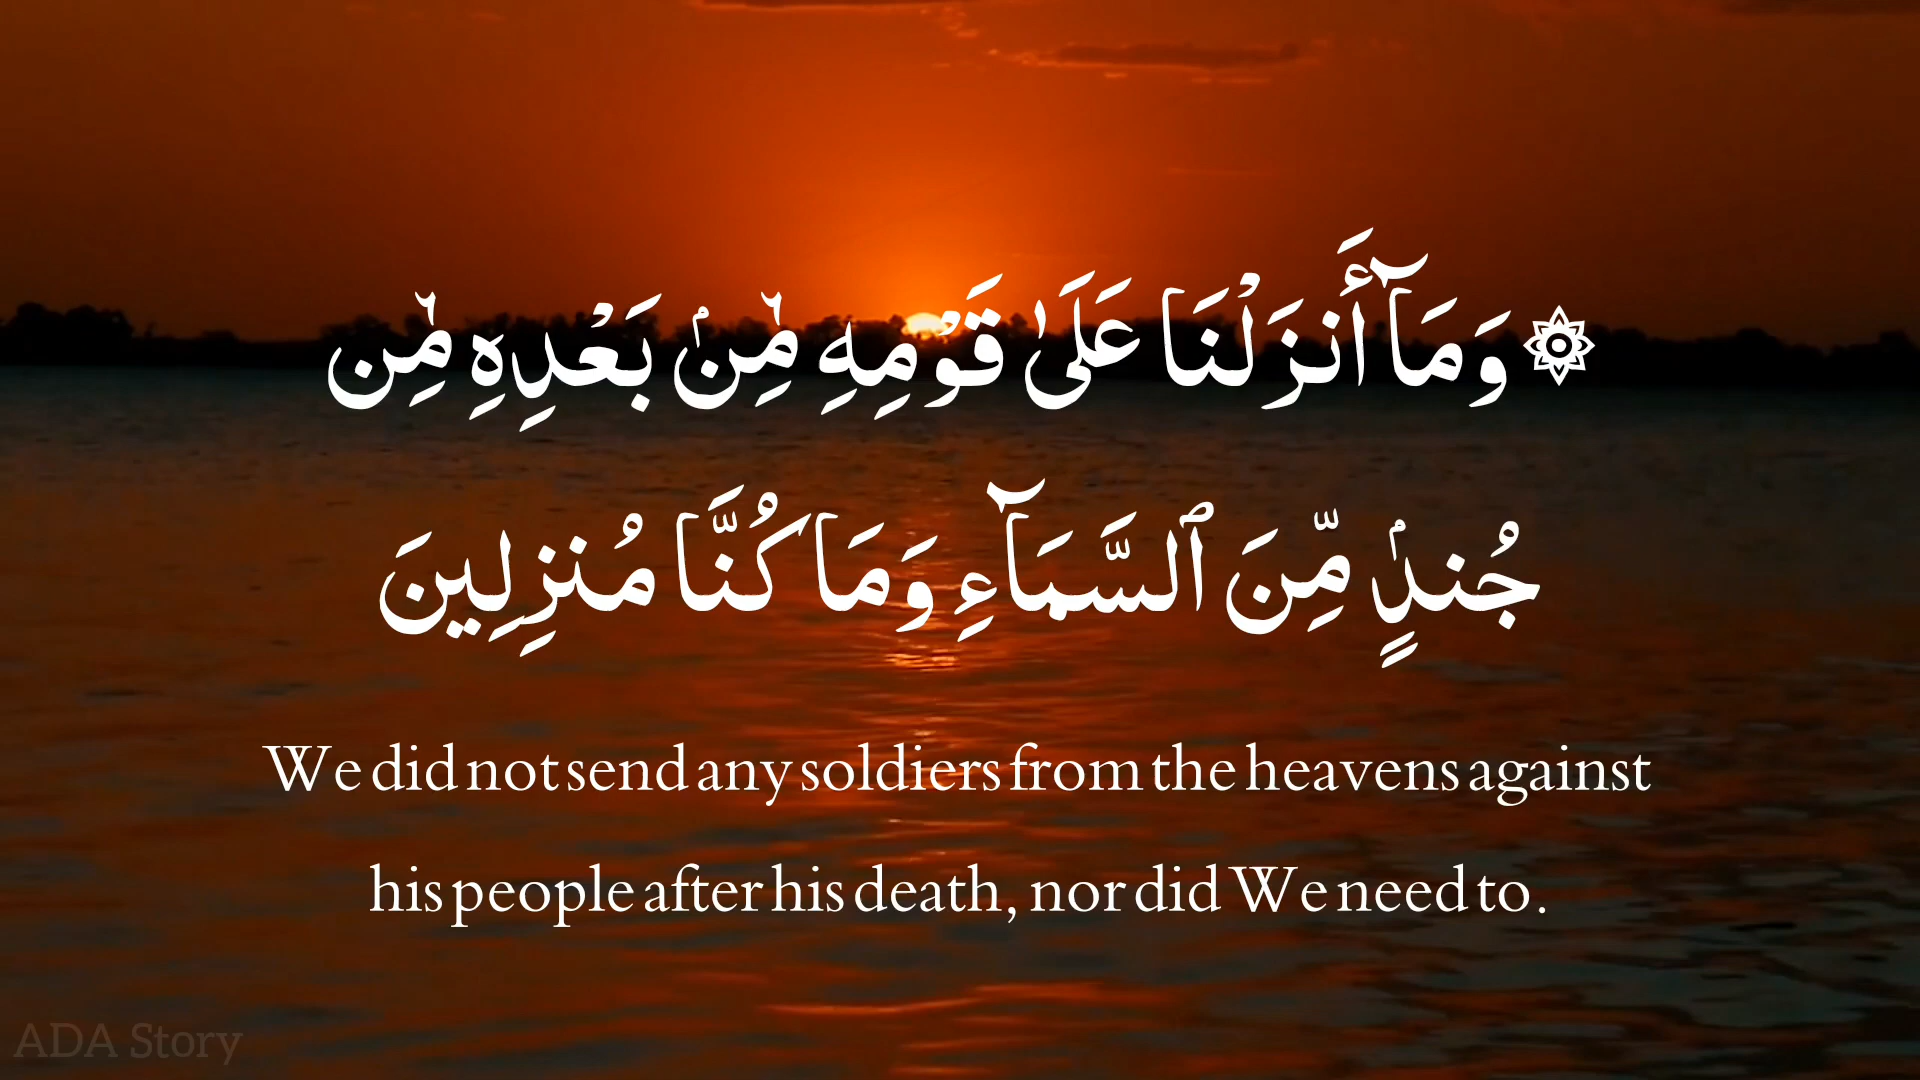 ۞ وَمَآ أَنزَلْنَا عَلَىٰ قَوْمِهِ مِنۢ بَعْدِهِ مِن
جُندٍۢ مِّنَ ٱلسَّمَآءِ وَمَا كُنَّا مُنزِلِينَ
We did not send any soldiers from the heavens against
his people after his death, nor did We need to.
ADA Story